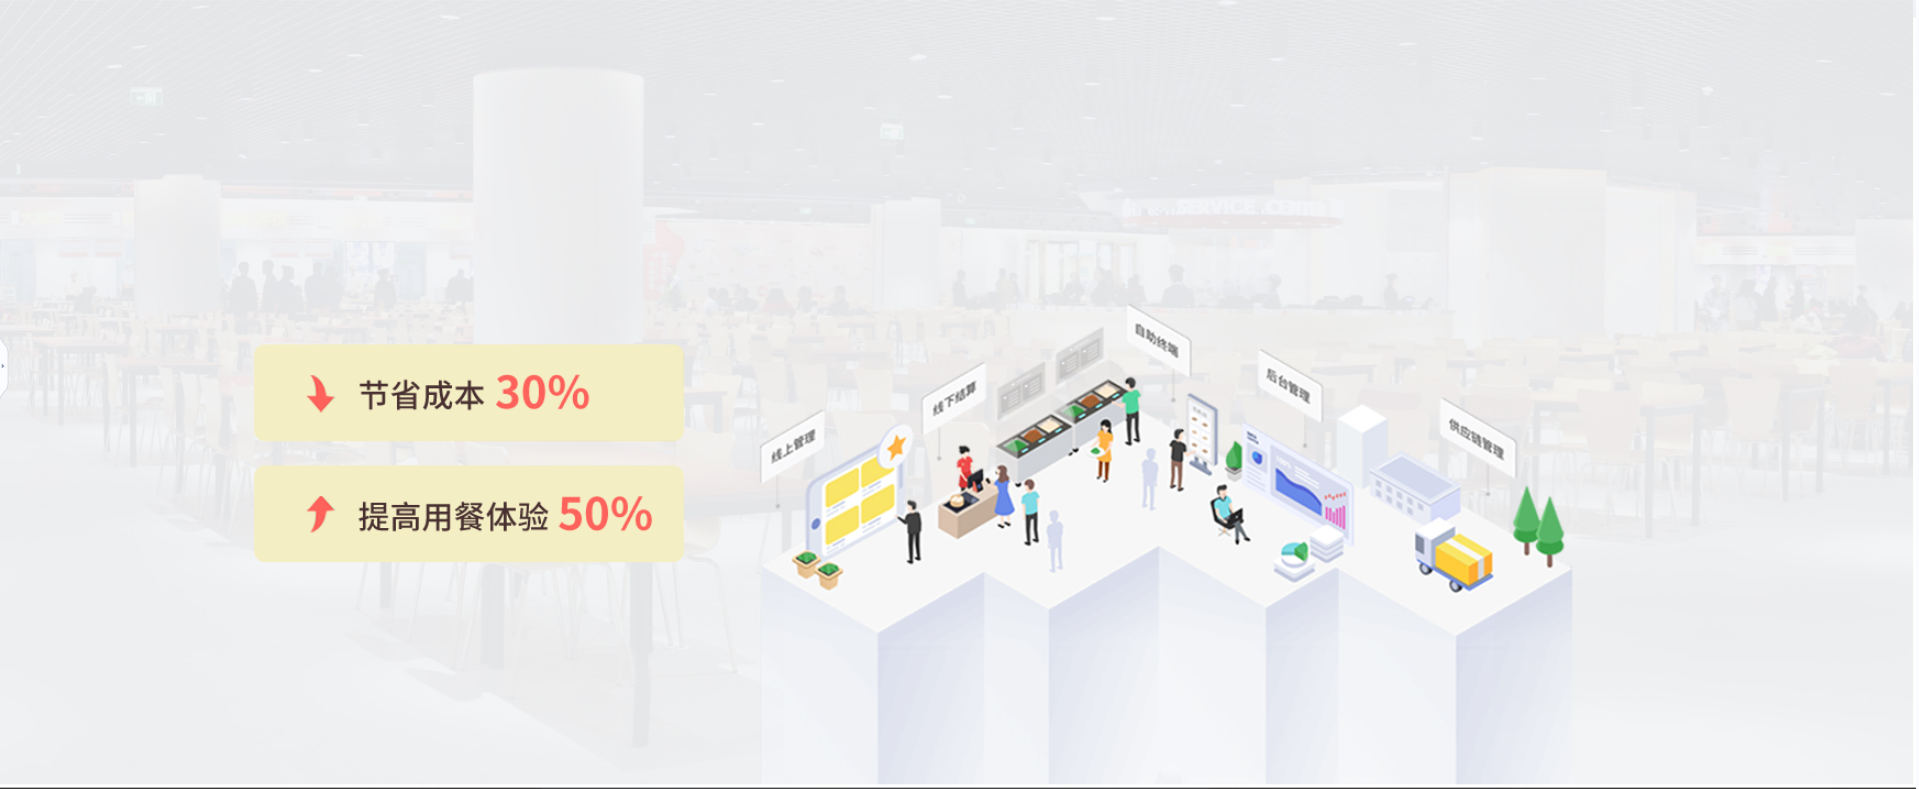 节省成本 30%
提高用餐体验 50%
线上管理
线下结算
自助终端
后台管理
供应链管理
SERVICE CENTER